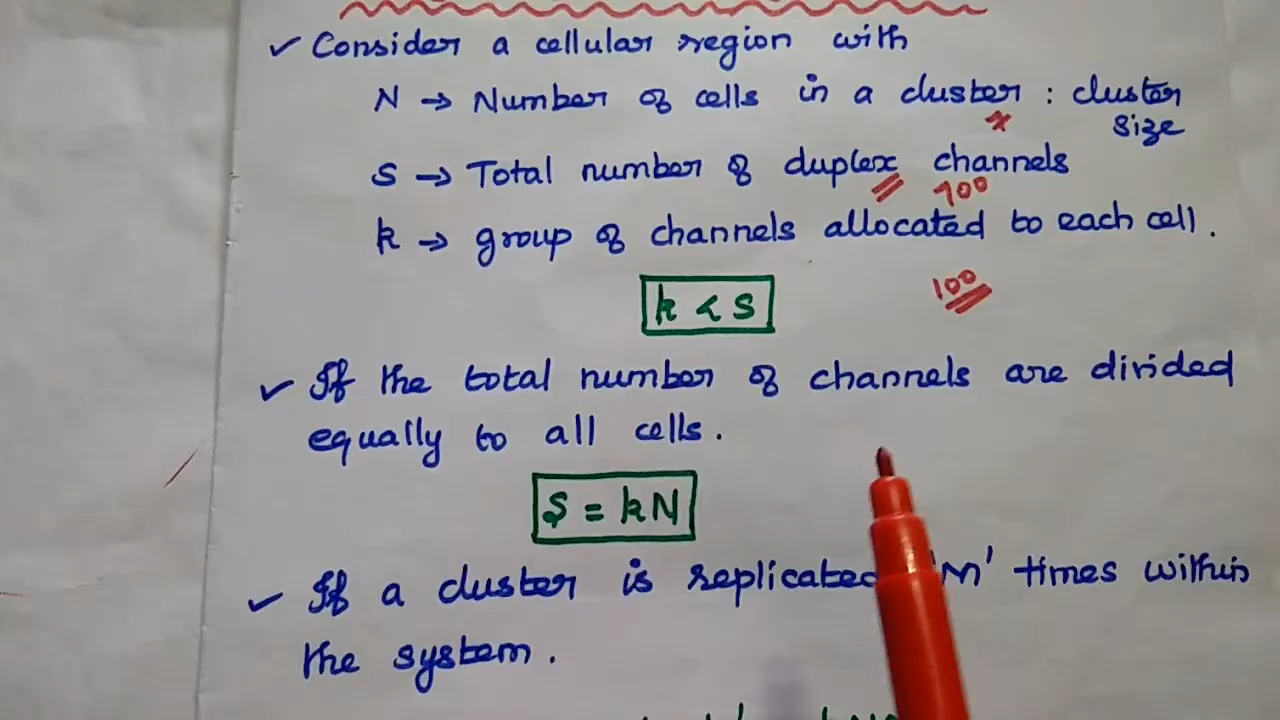 ✓ Consider a cellular region with
N → Number of cells in a cluster : cluster
size
S → Total number of duplex channels
700
k → group of channels allocated to each cell.
100
k < S
✓ If the total number of channels are divided
equally to all cells.
S = kN
✓ If a cluster is replicated 'M' times within
the system.